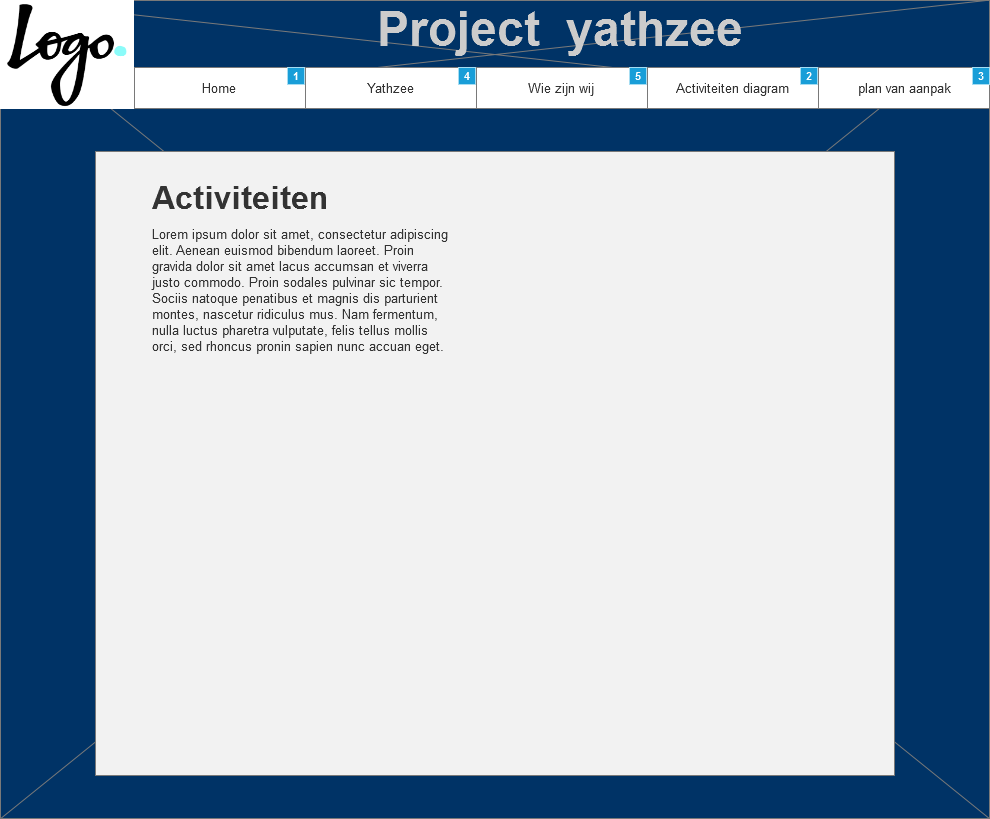 Logo.
Project yathzee
Home 1
Yathzee 4
Wie zijn wij 5
Activiteiten diagram 2
plan van aanpak 3
Activiteiten
Lorem ipsum dolor sit amet, consectetur adipiscing
elit. Aenean euismod bibendum laoreet. Proin
gravida dolor sit amet lacus accumsan et viverra
justo commodo. Proin sodales pulvinar sic tempor.
Sociis natoque penatibus et magnis dis parturient
montes, nascetur ridiculus mus. Nam fermentum,
nulla luctus pharetra vulputate, felis tellus mollis
orci, sed rhoncus pronin sapien nunc accuan eget.